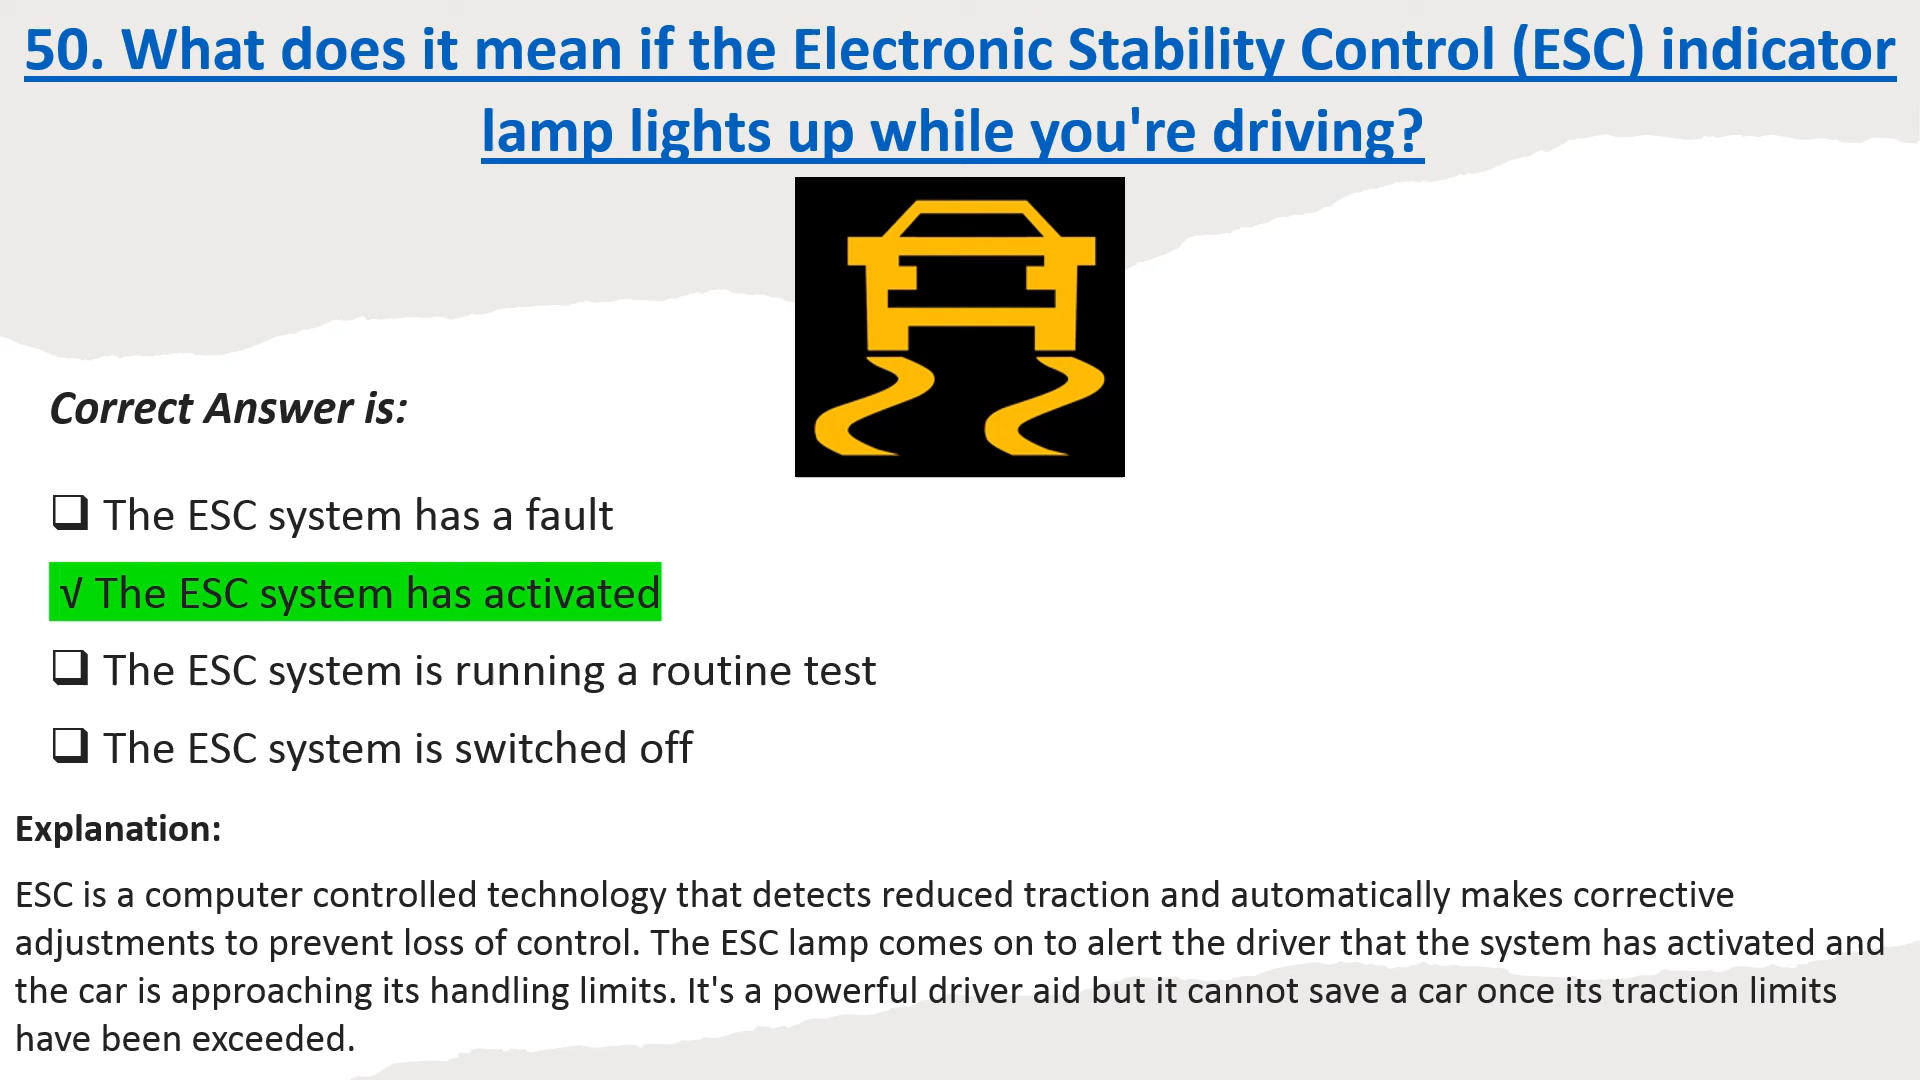 50. What does it mean if the Electronic Stability Control (ESC) indicator
lamp lights up while you're driving?
Correct Answer is:
❑ The ESC system has a fault
√ The ESC system has activated
❑ The ESC system is running a routine test
❑ The ESC system is switched off
Explanation:
ESC is a computer controlled technology that detects reduced traction and automatically makes corrective
adjustments to prevent loss of control. The ESC lamp comes on to alert the driver that the system has activated and
the car is approaching its handling limits. It's a powerful driver aid but it cannot save a car once its traction limits
have been exceeded.